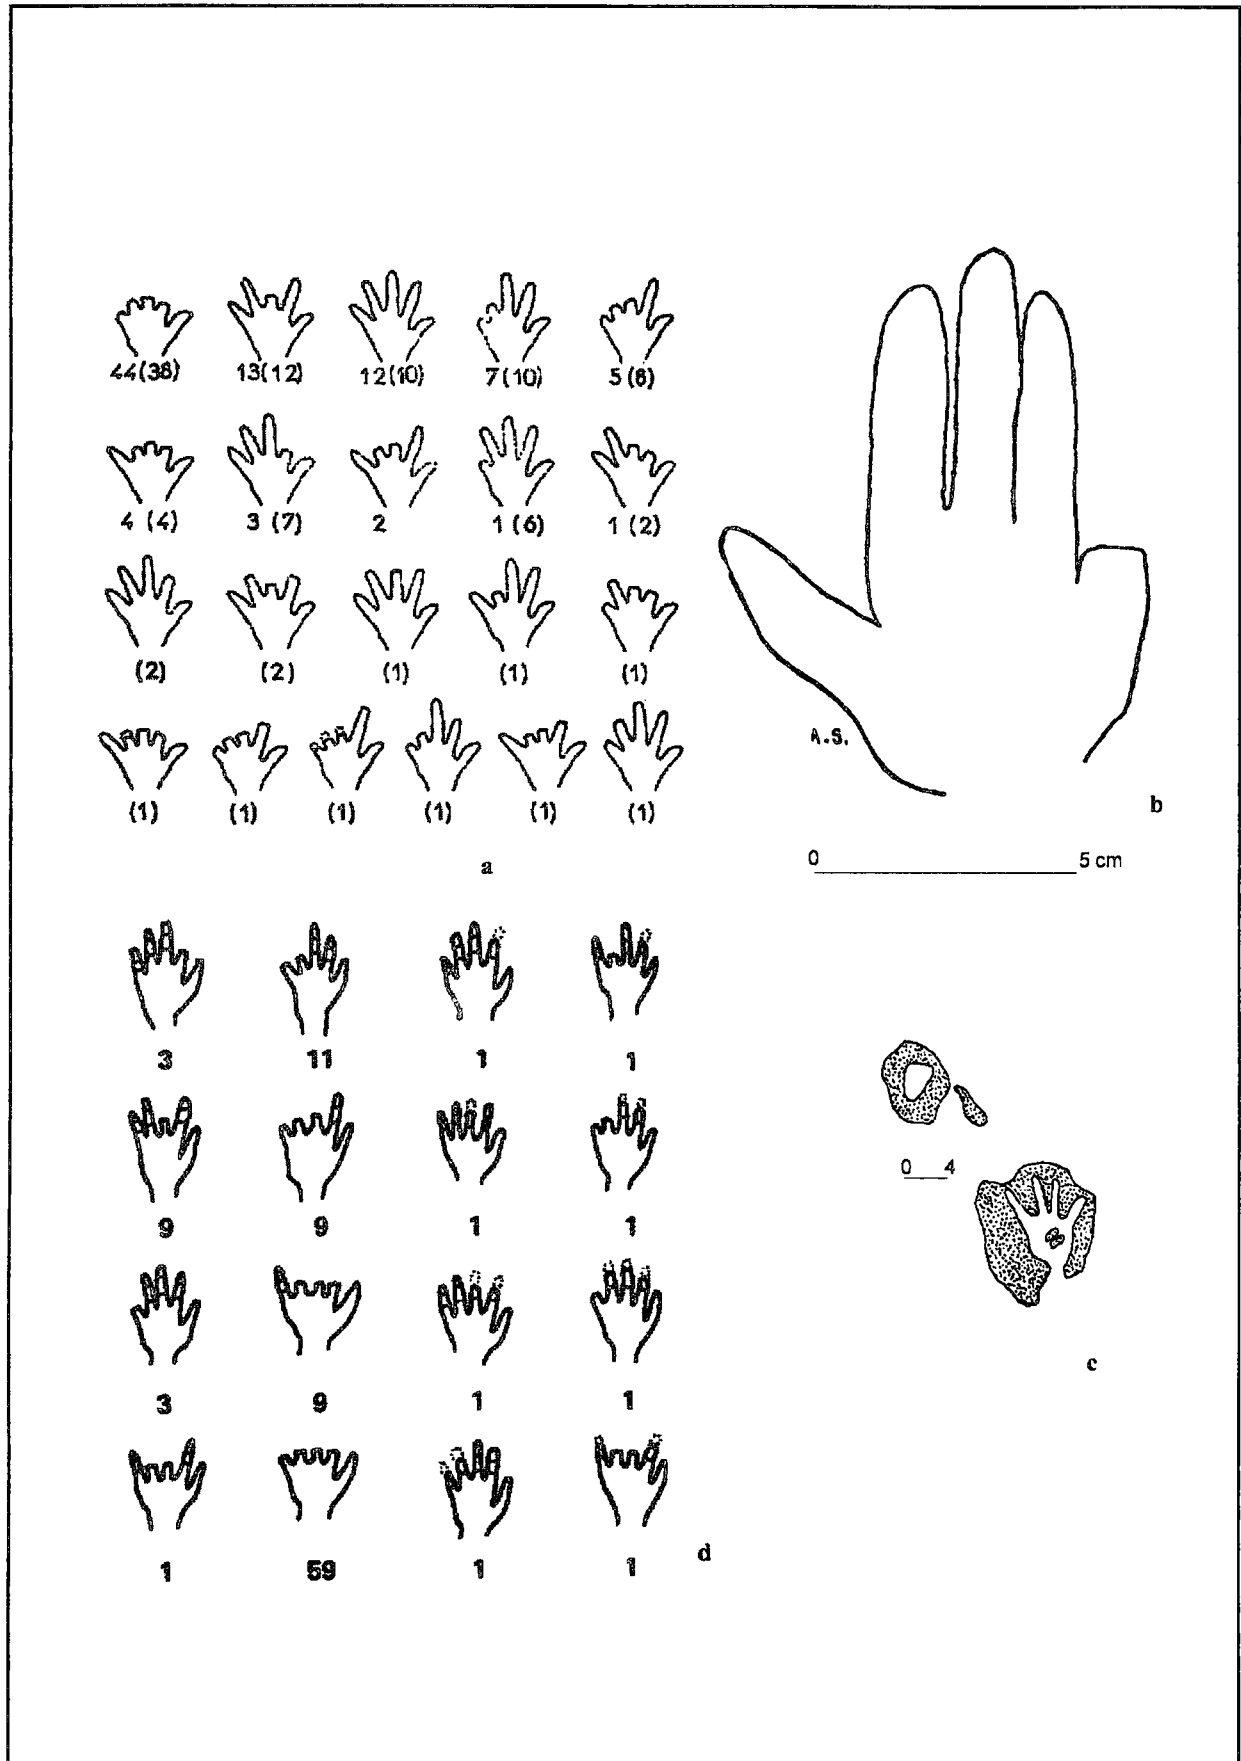 44(38) 13(12) 12(10) 7(10) 5(8)
4 (4) 3 (7) 2 1(6) 1(2)
(2) (2) (1) (1) (1)
(1) (1) (1) (1) (1) (1)
a
A.S.
b
0 5 cm
3 11 1 1
9 9 1 1
3 9 1 1
1 59 1 1
d
0 4
c